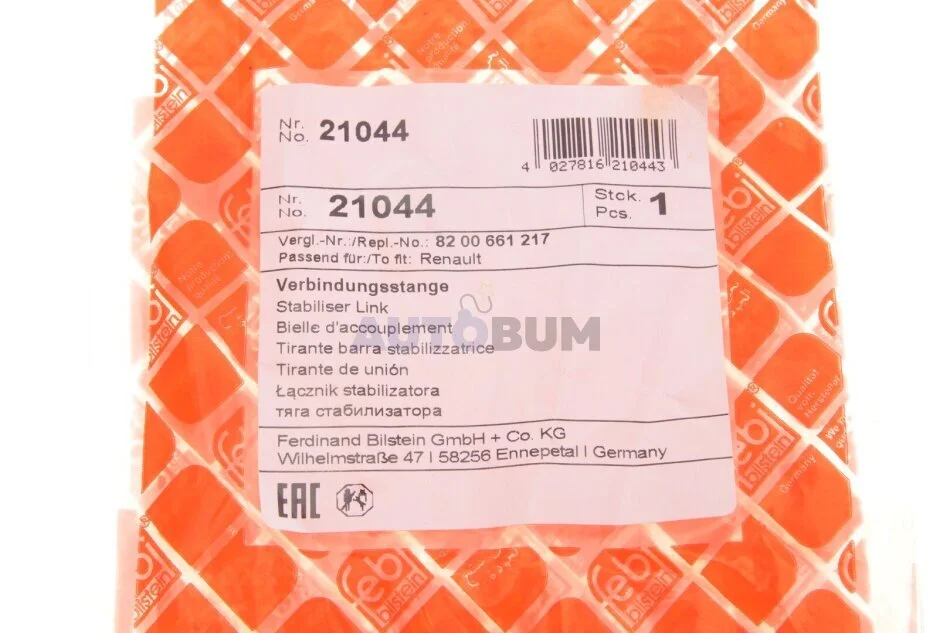 Nr.
No. 21044
4 027816 210443
Nr.
No. 21044
Stck.
Pcs. 1
Vergl.-Nr.:/Repl.-No.: 82 00 661 217
Passend für:/To fit: Renault
Verbindungsstange
Stabiliser Link
Bielle d'accouplement
AUTOBUM
Tirante barra stabilizzatrice
Tirante de unión
Łącznik stabilizatora
тяга стабилизатора
Ferdinand Bilstein GmbH + Co. KG
Wilhelmstraße 47 I 58256 Ennepetal I Germany
EAC
febi
bilstein
Germany